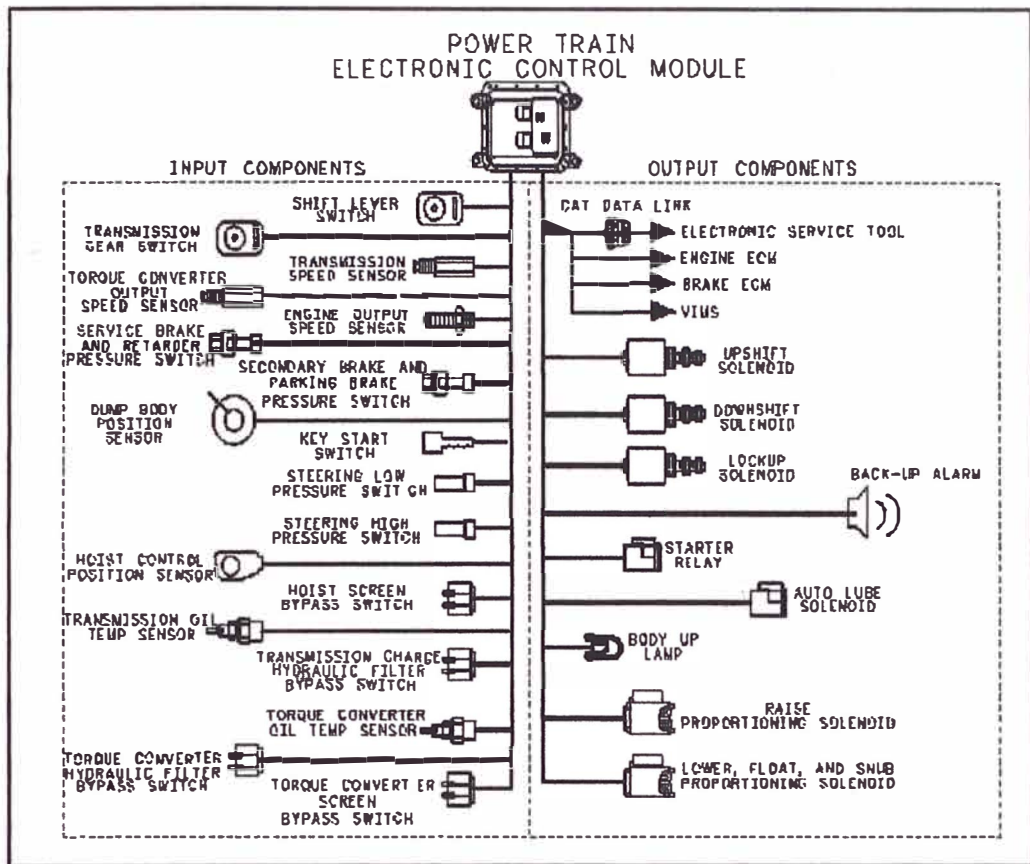 POWER TRAIN
ELECTRONIC CONTROL MODULE
INPUT COMPONENTS
SHIFT LEVER
SWITCH
TRANSMISSION
GEAR SWITCH
TRANSMISSION
SPEED SENSOR
TORQUE CONVERTER
OUTPUT
SPEED SENSOR
ENGINE OUTPUT
SPEED SENSOR
SERVICE BRAKE
AND RETARDER
PRESSURE SWITCH
SECONDARY BRAKE AND
PARKING BRAKE
PRESSURE SWITCH
DUMP BODY
POSITION
SENSOR
KEY START
SWITCH
STEERING LOW
PRESSURE SWITCH
STEERING HIGH
PRESSURE SWITCH
HOIST CONTROL
POSITION SENSOR
HOIST SCREEN
BYPASS SWITCH
TRANSMISSION OIL
TEMP SENSOR
TRANSMISSION CHARGE
HYDRAULIC FILTER
BYPASS SWITCH
TORQUE CONVERTER
OIL TEMP SENSOR
TORQUE CONVERTER
HYDRAULIC FILTER
BYPASS SWITCH
TORQUE CONVERTER
SCREEN
BYPASS SWITCH
OUTPUT COMPONENTS
CAT DATA LINK
ELECTRONIC SERVICE TOOL
ENGINE ECM
BRAKE ECM
VIMS
UPSHIFT
SOLENOID
DOWNSHIFT
SOLENOID
LOCKUP
SOLENOID
BACK-UP ALARM
STARTER
RELAY
AUTO LUBE
SOLENOID
BODY UP
LAMP
RAISE
PROPORTIONING SOLENOID
LOWER, FLOAT, AND SNUB
PROPORTIONING SOLENOID